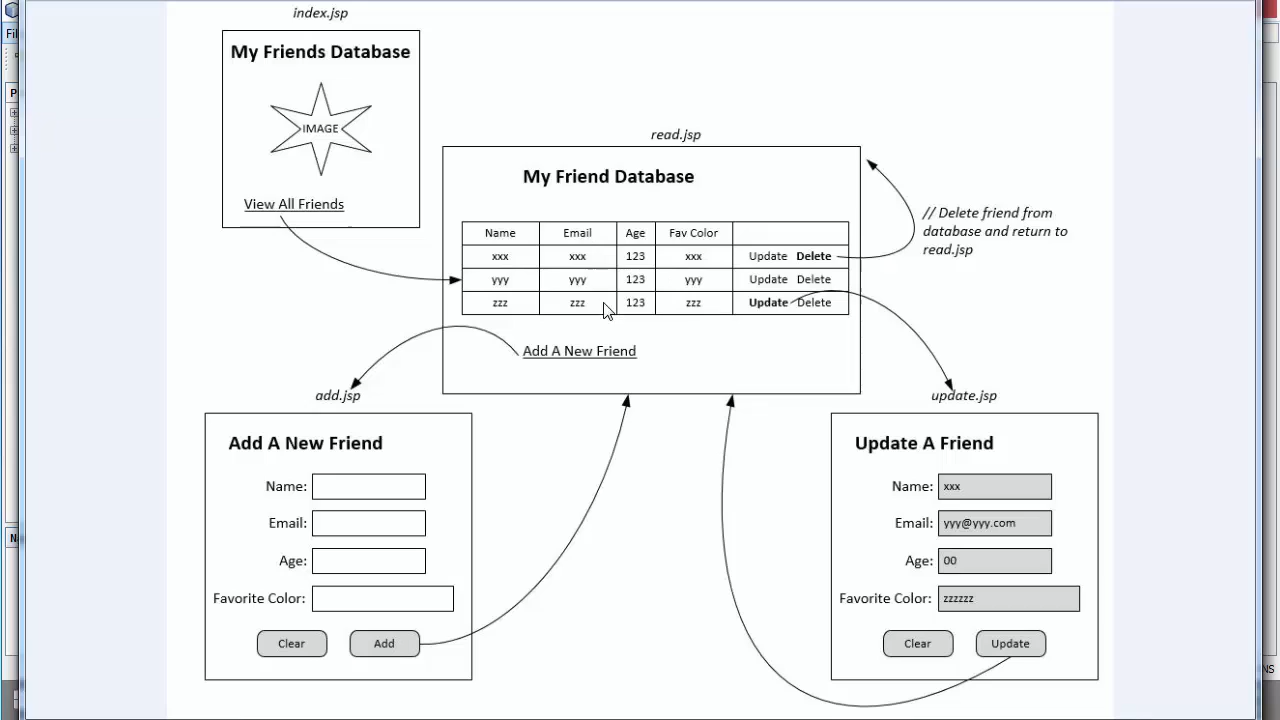 index.jsp
My Friends Database
IMAGE
View All Friends
read.jsp
My Friend Database
Name Email Age Fav Color
xxx xxx 123 xxx Update Delete
yyy yyy 123 yyy Update Delete
zzz zzz 123 zzz Update Delete
Add A New Friend
// Delete friend from
database and return to
read.jsp
add.jsp
Add A New Friend
Name:
Email:
Age:
Favorite Color:
Clear Add
update.jsp
Update A Friend
Name: xxx
Email: yyy@yyy.com
Age: 00
Favorite Color: zzzzzz
Clear Update